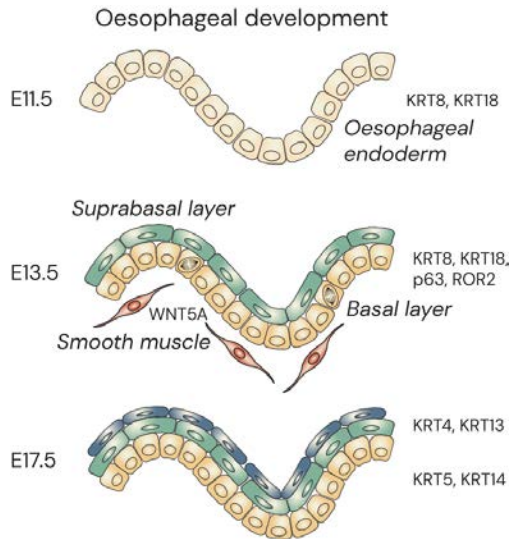 Oesophageal development
E11.5
KRT8, KRT18
Oesophageal
endoderm
Suprabasal layer
E13.5
KRT8, KRT18,
p63, ROR2
WNT5A
Basal layer
Smooth muscle
E17.5
KRT4, KRT13
KRT5, KRT14